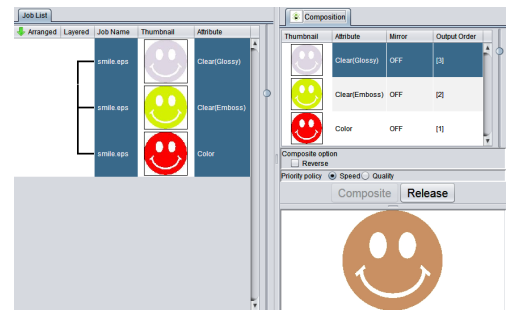 Job List
Arranged Layered Job Name Thumbnail Attribute
smile.eps Clear(Glossy)
smile.eps Clear(Emboss)
smile.eps Color
Composition
Thumbnail Attribute Mirror Output Order
Clear(Glossy) OFF [3]
Clear(Emboss) OFF [2]
Color OFF [1]
Composite option
Reverse
Priority policy Speed Quality
Composite Release